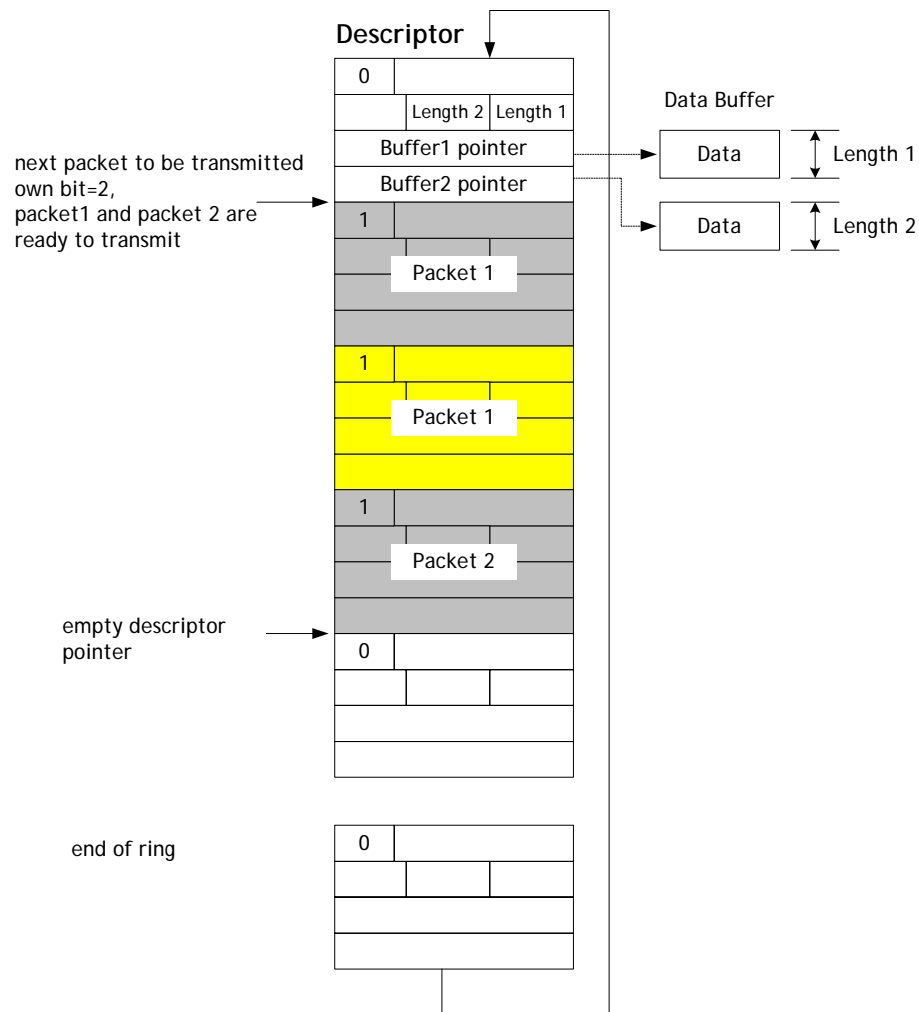 Descriptor
0
Length 2 Length 1
Buffer1 pointer
Buffer2 pointer
Data Buffer
Data
Length 1
Data
Length 2
next packet to be transmitted
own bit=2,
packet1 and packet 2 are
ready to transmit
1
Packet 1
1
Packet 1
1
Packet 2
empty descriptor
pointer
0
end of ring
0